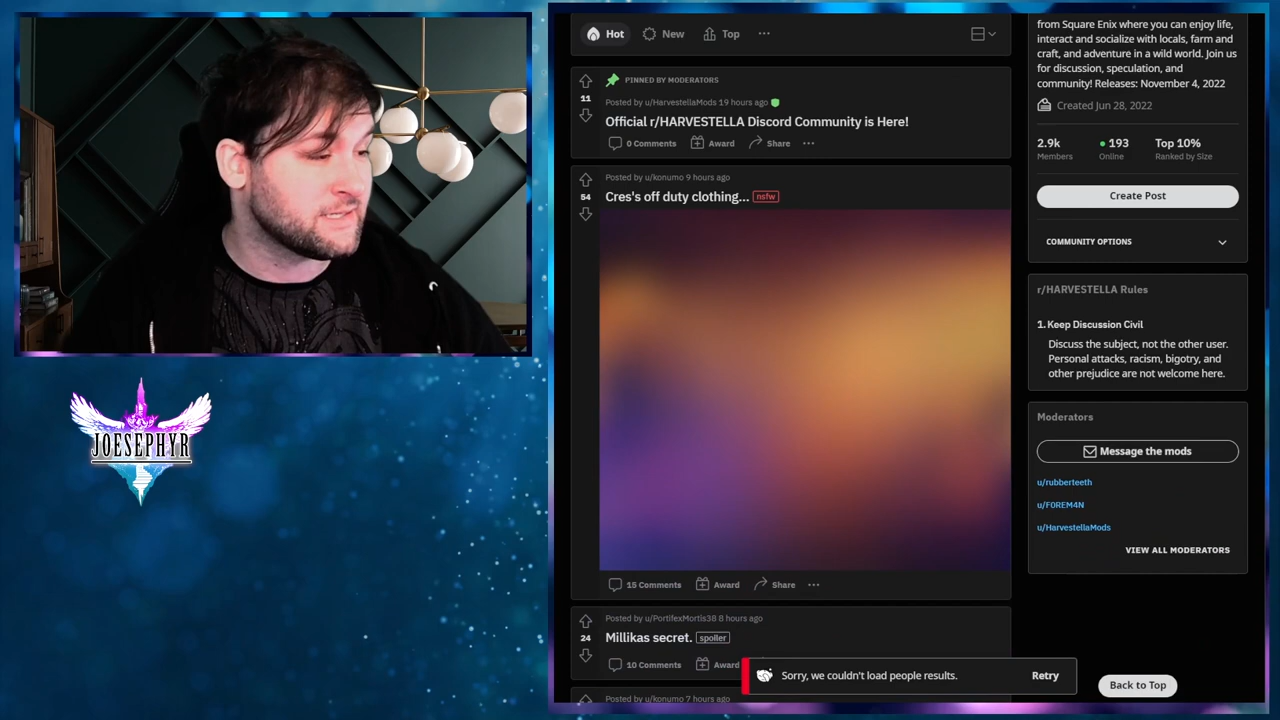 JOESEPHYR
Hot
New
Top
PINNED BY MODERATORS
11
Posted by u/HarvestellaMods 19 hours ago
Official r/HARVESTELLA Discord Community is Here!
0 Comments
Award
Share
Posted by u/konumo 9 hours ago
54
Cres's off duty clothing... nsfw
15 Comments
Award
Share
Posted by u/PortifexMortis38 8 hours ago
24
Millikas secret. spoiler
10 Comments
Award
Posted by u/konumo 7 hours ago
Sorry, we couldn't load people results.
Retry
from Square Enix where you can enjoy life,
interact and socialize with locals, farm and
craft, and adventure in a wild world. Join us
for discussion, speculation, and
community! Releases: November 4, 2022
Created Jun 28, 2022
2.9k
193
Top 10%
Members
Online
Ranked by Size
Create Post
COMMUNITY OPTIONS
r/HARVESTELLA Rules
1. Keep Discussion Civil
Discuss the subject, not the other user.
Personal attacks, racism, bigotry, and
other prejudice are not welcome here.
Moderators
Message the mods
u/rubberteeth
u/F0REM4N
u/HarvestellaMods
VIEW ALL MODERATORS
Back to Top